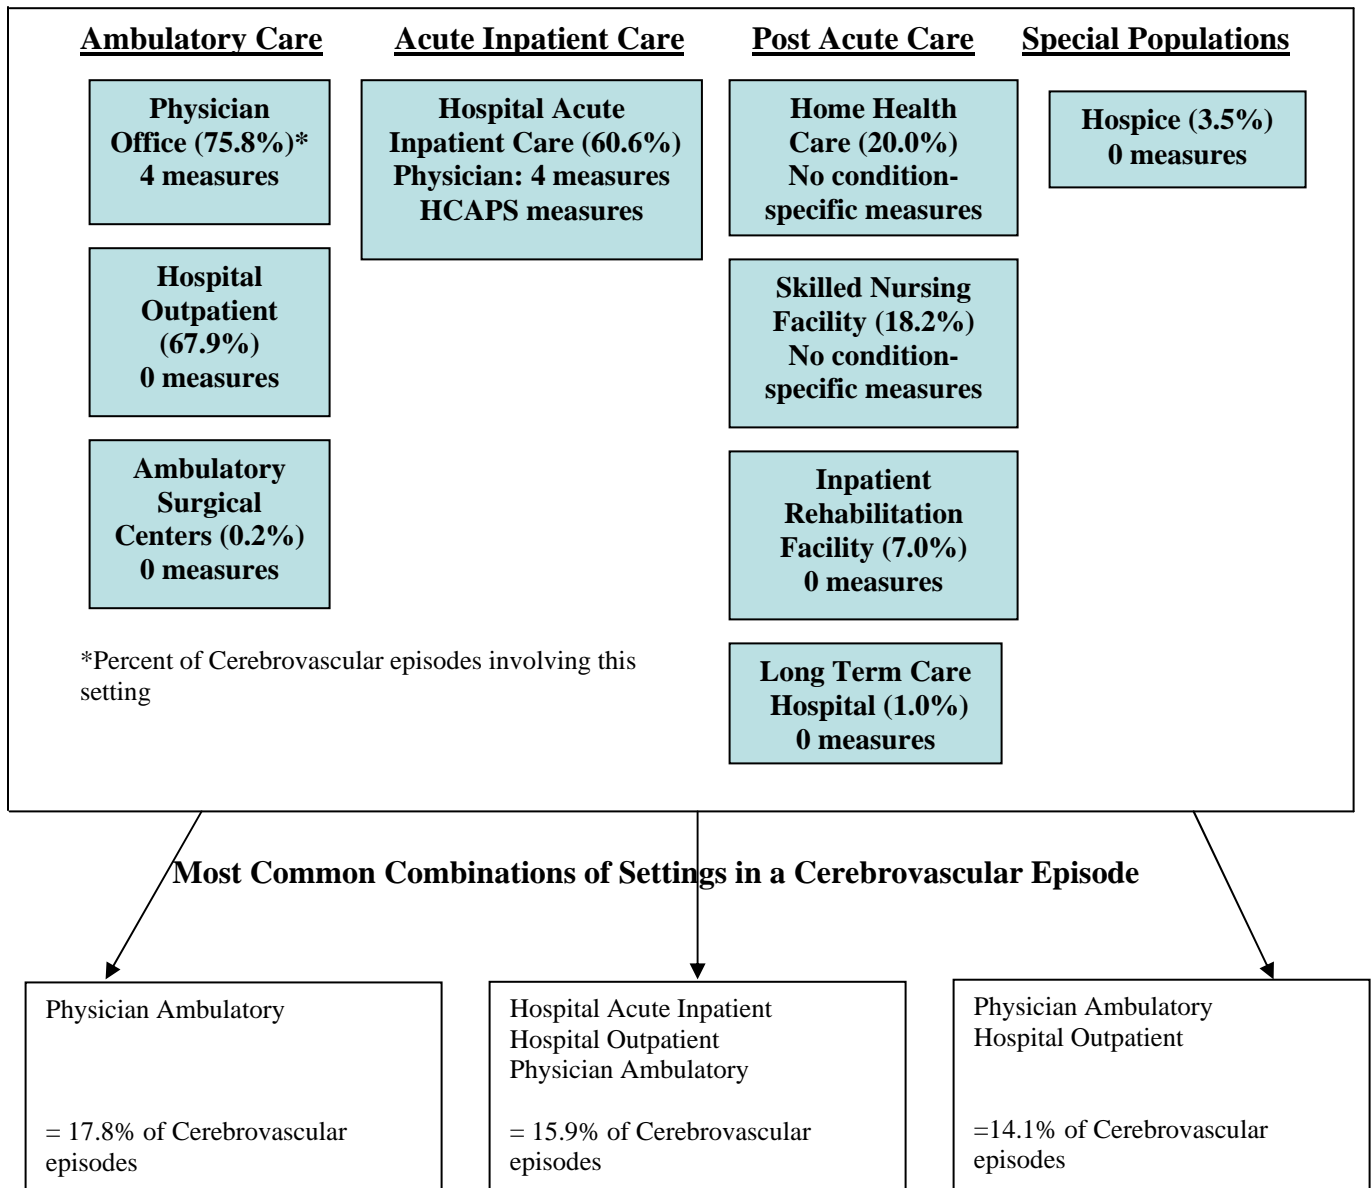 Ambulatory Care
Physician
Office (75.8%)*
4 measures
Hospital
Outpatient
(67.9%)
0 measures
Ambulatory
Surgical
Centers (0.2%)
0 measures
*Percent of Cerebrovascular episodes involving this
setting
Acute Inpatient Care
Hospital Acute
Inpatient Care (60.6%)
Physician: 4 measures
HCAPS measures
Post Acute Care
Home Health
Care (20.0%)
No condition-
specific measures
Skilled Nursing
Facility (18.2%)
No condition-
specific measures
Inpatient
Rehabilitation
Facility (7.0%)
0 measures
Long Term Care
Hospital (1.0%)
0 measures
Special Populations
Hospice (3.5%)
0 measures
Most Common Combinations of Settings in a Cerebrovascular Episode
Physician Ambulatory
= 17.8% of Cerebrovascular
episodes
Hospital Acute Inpatient
Hospital Outpatient
Physician Ambulatory
= 15.9% of Cerebrovascular
episodes
Physician Ambulatory
Hospital Outpatient
=14.1% of Cerebrovascular
episodes